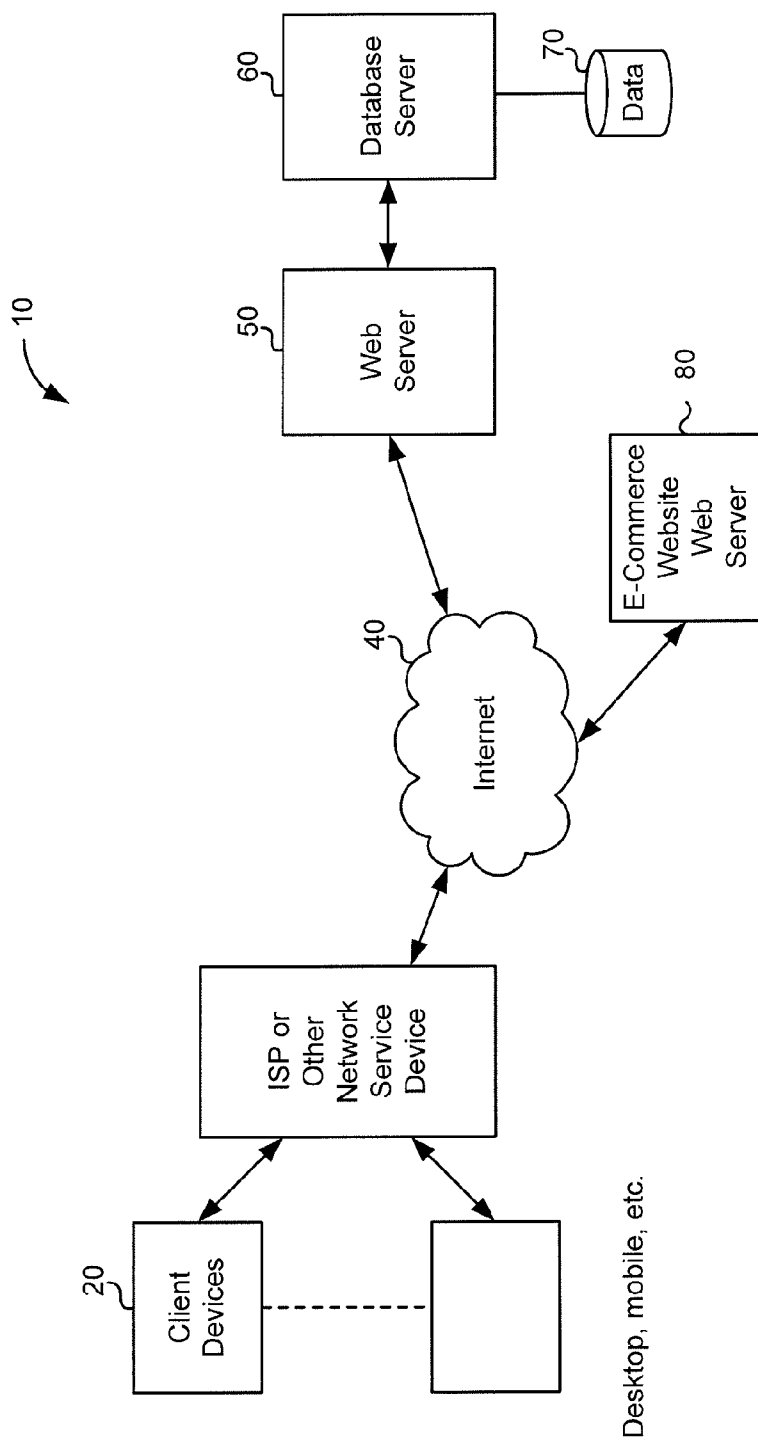 10
20
Client
Devices
Desktop, mobile, etc.
ISP or
Other
Network
Service
Device
40
Internet
50
Web
Server
60
Database
Server
70
Data
80
E-Commerce
Website
Web
Server